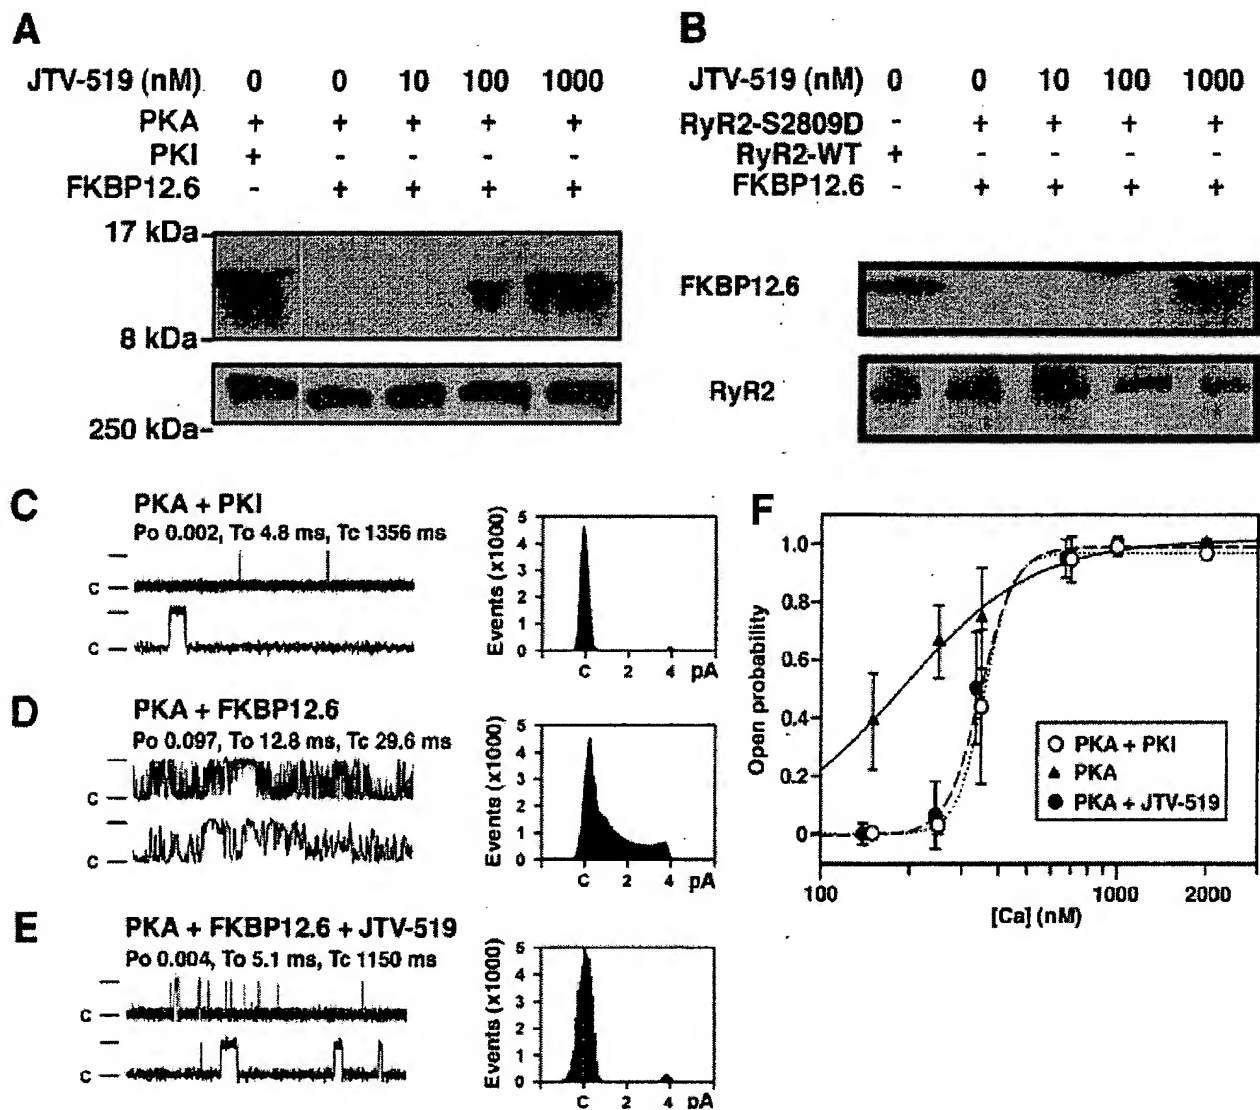 A
JTV-519 (nM) 0 0 10 100 1000
PKA + + + + +
PKI + - - - -
FKBP12.6 - + + + +
17 kDa
8 kDa
250 kDa
B
JTV-519 (nM) 0 0 10 100 1000
RyR2-S2809D - + + + +
RyR2-WT + - - - -
FKBP12.6 - + + + +
FKBP12.6
RyR2
C
PKA + PKI
Po 0.002, To 4.8 ms, Tc 1356 ms
c
c
Events (x1000)
5
4
3
2
1
0
C 2 4 pA
D
PKA + FKBP12.6
Po 0.097, To 12.8 ms, Tc 29.6 ms
c
c
Events (x1000)
5
4
3
2
1
0
C 2 4 pA
E
PKA + FKBP12.6 + JTV-519
Po 0.004, To 5.1 ms, Tc 1150 ms
c
c
Events (x1000)
5
4
3
2
1
0
C 2 4 pA
F
Open probability
1.0
0.8
0.6
0.4
0.2
0
100 1000 2000
[Ca] (nM)
PKA + PKI
PKA
PKA + JTV-519